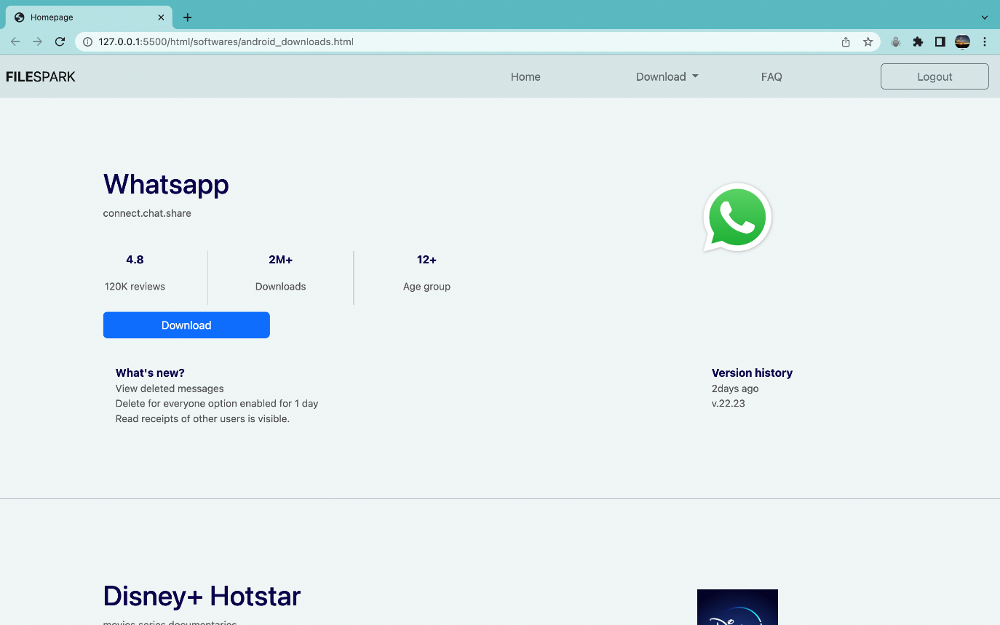 Homepage
127.0.0.1:5500/html/softwares/android_downloads.html
FILESPARK Home Download FAQ Logout
Whatsapp
connect.chat.share
4.8 2M+ 12+
120K reviews Downloads Age group
Download
What's new? Version history
View deleted messages 2days ago
Delete for everyone option enabled for 1 day v.22.23
Read receipts of other users is visible.
Disney+ Hotstar
movies.series.documentaries